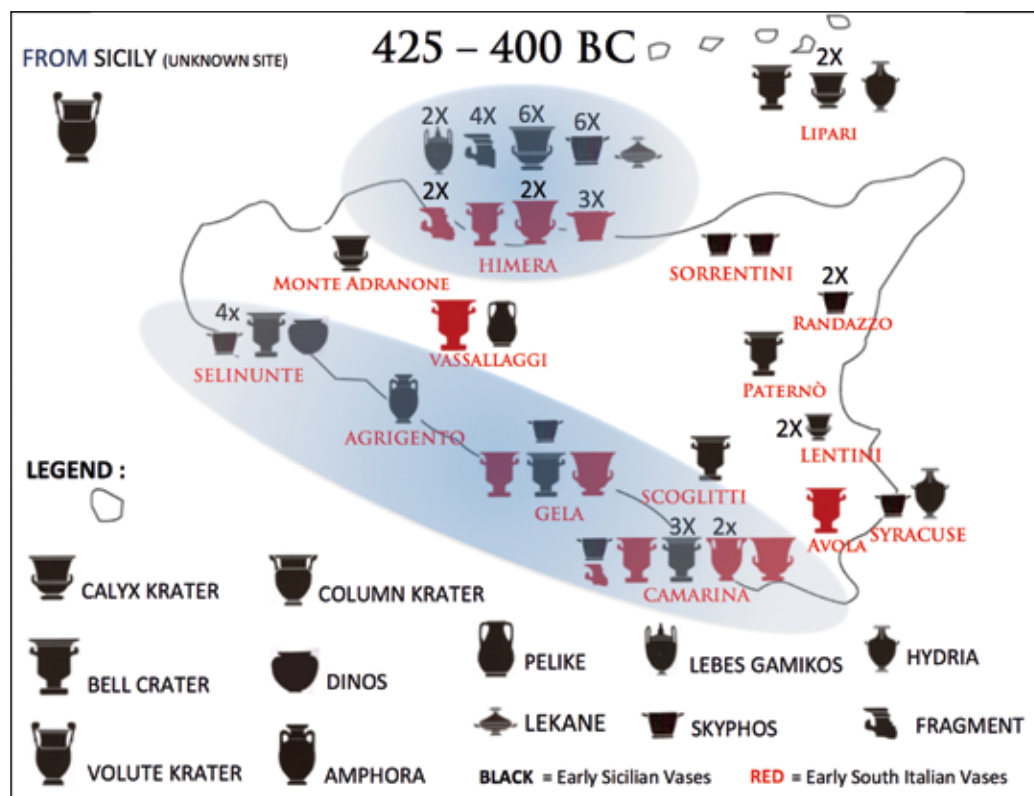 FROM SICILY (UNKNOWN SITE)
425 – 400 BC
2X
LIPARI
2X 4X 6X 6X
2X 2X 3X
HIMERA
MONTE ADRANONE
SORRENTINI
2X
RANDAZZO
VASSALLAGGI
4x
SELINUNTE
PATERNÒ
AGRIGENTO
2X
LENTINI
SCOGLITTI
GELA
AVOLA
SYRACUSE
3X 2x
CAMARINA
LEGEND :
CALYX KRATER
COLUMN KRATER
BELL CRATER
DINOS
VOLUTE KRATER
AMPHORA
PELIKE
LEBES GAMIKOS
HYDRIA
LEKANE
SKYPHOS
FRAGMENT
BLACK = Early Sicilian Vases
RED = Early South Italian Vases